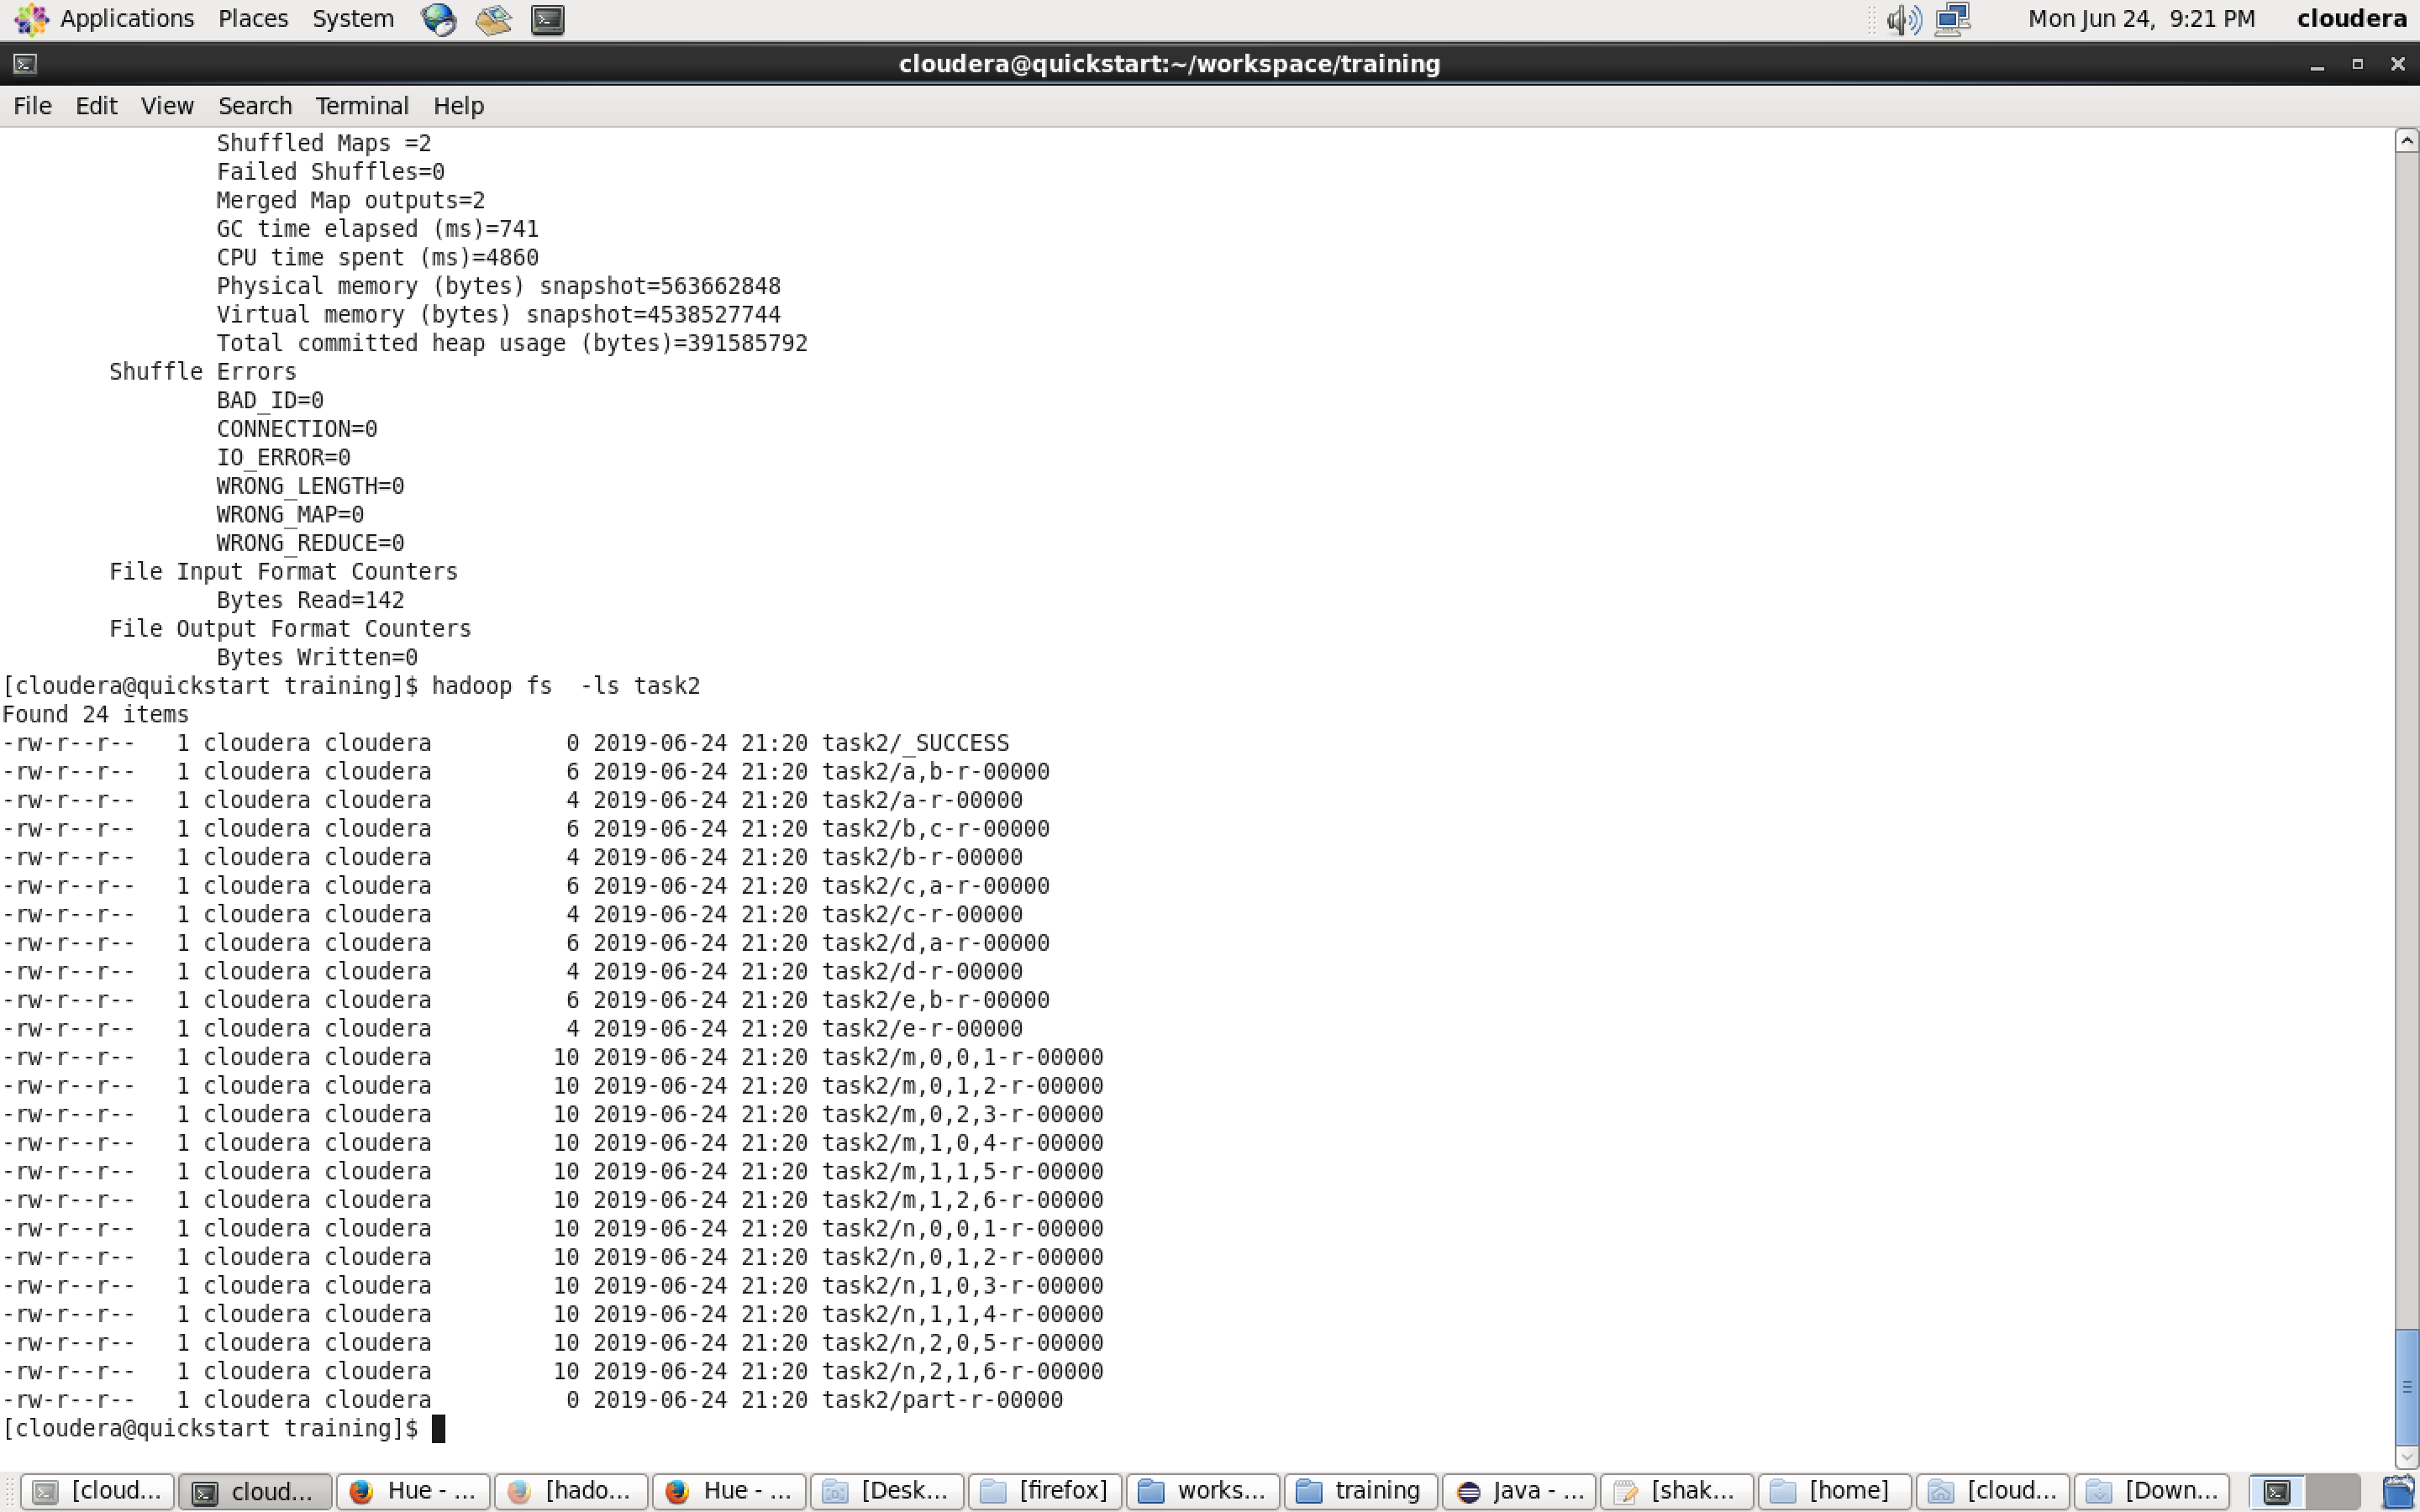 Applications Places System Mon Jun 24, 9:21 PM cloudera
cloudera@quickstart:~/workspace/training
File Edit View Search Terminal Help
Shuffled Maps =2
Failed Shuffles=0
Merged Map outputs=2
GC time elapsed (ms)=741
CPU time spent (ms)=4860
Physical memory (bytes) snapshot=563662848
Virtual memory (bytes) snapshot=4538527744
Total committed heap usage (bytes)=391585792
Shuffle Errors
BAD_ID=0
CONNECTION=0
IO_ERROR=0
WRONG_LENGTH=0
WRONG_MAP=0
WRONG_REDUCE=0
File Input Format Counters
Bytes Read=142
File Output Format Counters
Bytes Written=0
[cloudera@quickstart training]$ hadoop fs  -ls task2
Found 24 items
-rw-r--r--   1 cloudera cloudera          0 2019-06-24 21:20 task2/_SUCCESS
-rw-r--r--   1 cloudera cloudera          6 2019-06-24 21:20 task2/a,b-r-00000
-rw-r--r--   1 cloudera cloudera          4 2019-06-24 21:20 task2/a-r-00000
-rw-r--r--   1 cloudera cloudera          6 2019-06-24 21:20 task2/b,c-r-00000
-rw-r--r--   1 cloudera cloudera          4 2019-06-24 21:20 task2/b-r-00000
-rw-r--r--   1 cloudera cloudera          6 2019-06-24 21:20 task2/c,a-r-00000
-rw-r--r--   1 cloudera cloudera          4 2019-06-24 21:20 task2/c-r-00000
-rw-r--r--   1 cloudera cloudera          6 2019-06-24 21:20 task2/d,a-r-00000
-rw-r--r--   1 cloudera cloudera          4 2019-06-24 21:20 task2/d-r-00000
-rw-r--r--   1 cloudera cloudera          6 2019-06-24 21:20 task2/e,b-r-00000
-rw-r--r--   1 cloudera cloudera          4 2019-06-24 21:20 task2/e-r-00000
-rw-r--r--   1 cloudera cloudera         10 2019-06-24 21:20 task2/m,0,0,1-r-00000
-rw-r--r--   1 cloudera cloudera         10 2019-06-24 21:20 task2/m,0,1,2-r-00000
-rw-r--r--   1 cloudera cloudera         10 2019-06-24 21:20 task2/m,0,2,3-r-00000
-rw-r--r--   1 cloudera cloudera         10 2019-06-24 21:20 task2/m,1,0,4-r-00000
-rw-r--r--   1 cloudera cloudera         10 2019-06-24 21:20 task2/m,1,1,5-r-00000
-rw-r--r--   1 cloudera cloudera         10 2019-06-24 21:20 task2/m,1,2,6-r-00000
-rw-r--r--   1 cloudera cloudera         10 2019-06-24 21:20 task2/n,0,0,1-r-00000
-rw-r--r--   1 cloudera cloudera         10 2019-06-24 21:20 task2/n,0,1,2-r-00000
-rw-r--r--   1 cloudera cloudera         10 2019-06-24 21:20 task2/n,1,0,3-r-00000
-rw-r--r--   1 cloudera cloudera         10 2019-06-24 21:20 task2/n,1,1,4-r-00000
-rw-r--r--   1 cloudera cloudera         10 2019-06-24 21:20 task2/n,2,0,5-r-00000
-rw-r--r--   1 cloudera cloudera         10 2019-06-24 21:20 task2/n,2,1,6-r-00000
-rw-r--r--   1 cloudera cloudera          0 2019-06-24 21:20 task2/part-r-00000
[cloudera@quickstart training]$
[cloud... cloud... Hue - ... [hado... Hue - ... [Desk... [firefox] works... training Java - ... [shak... [home] [cloud... [Down...